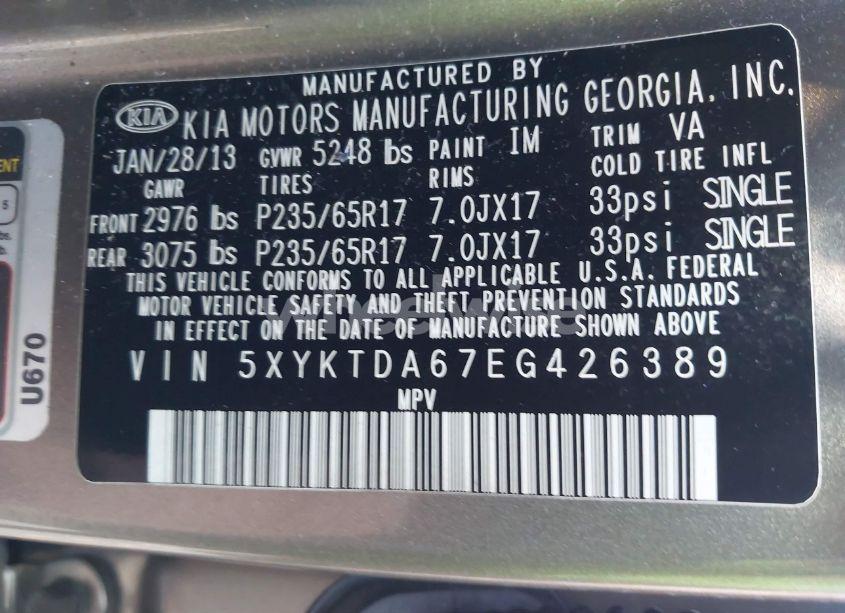 MANUFACTURED BY
KIA KIA MOTORS MANUFACTURING GEORGIA, INC.
JAN/28/13 GVWR 5248 lbs PAINT IM TRIM VA
GAWR TIRES RIMS COLD TIRE INFL
FRONT 2976 lbs P235/65R17 7.0JX17 33psi SINGLE
REAR 3075 lbs P235/65R17 7.0JX17 33psi SINGLE
THIS VEHICLE CONFORMS TO ALL APPLICABLE U.S.A. FEDERAL
MOTOR VEHICLE SAFETY AND THEFT PREVENTION STANDARDS
IN EFFECT ON THE DATE OF MANUFACTURE SHOWN ABOVE
VIN 5XYKTDA67EG426389
MPV
U670
5